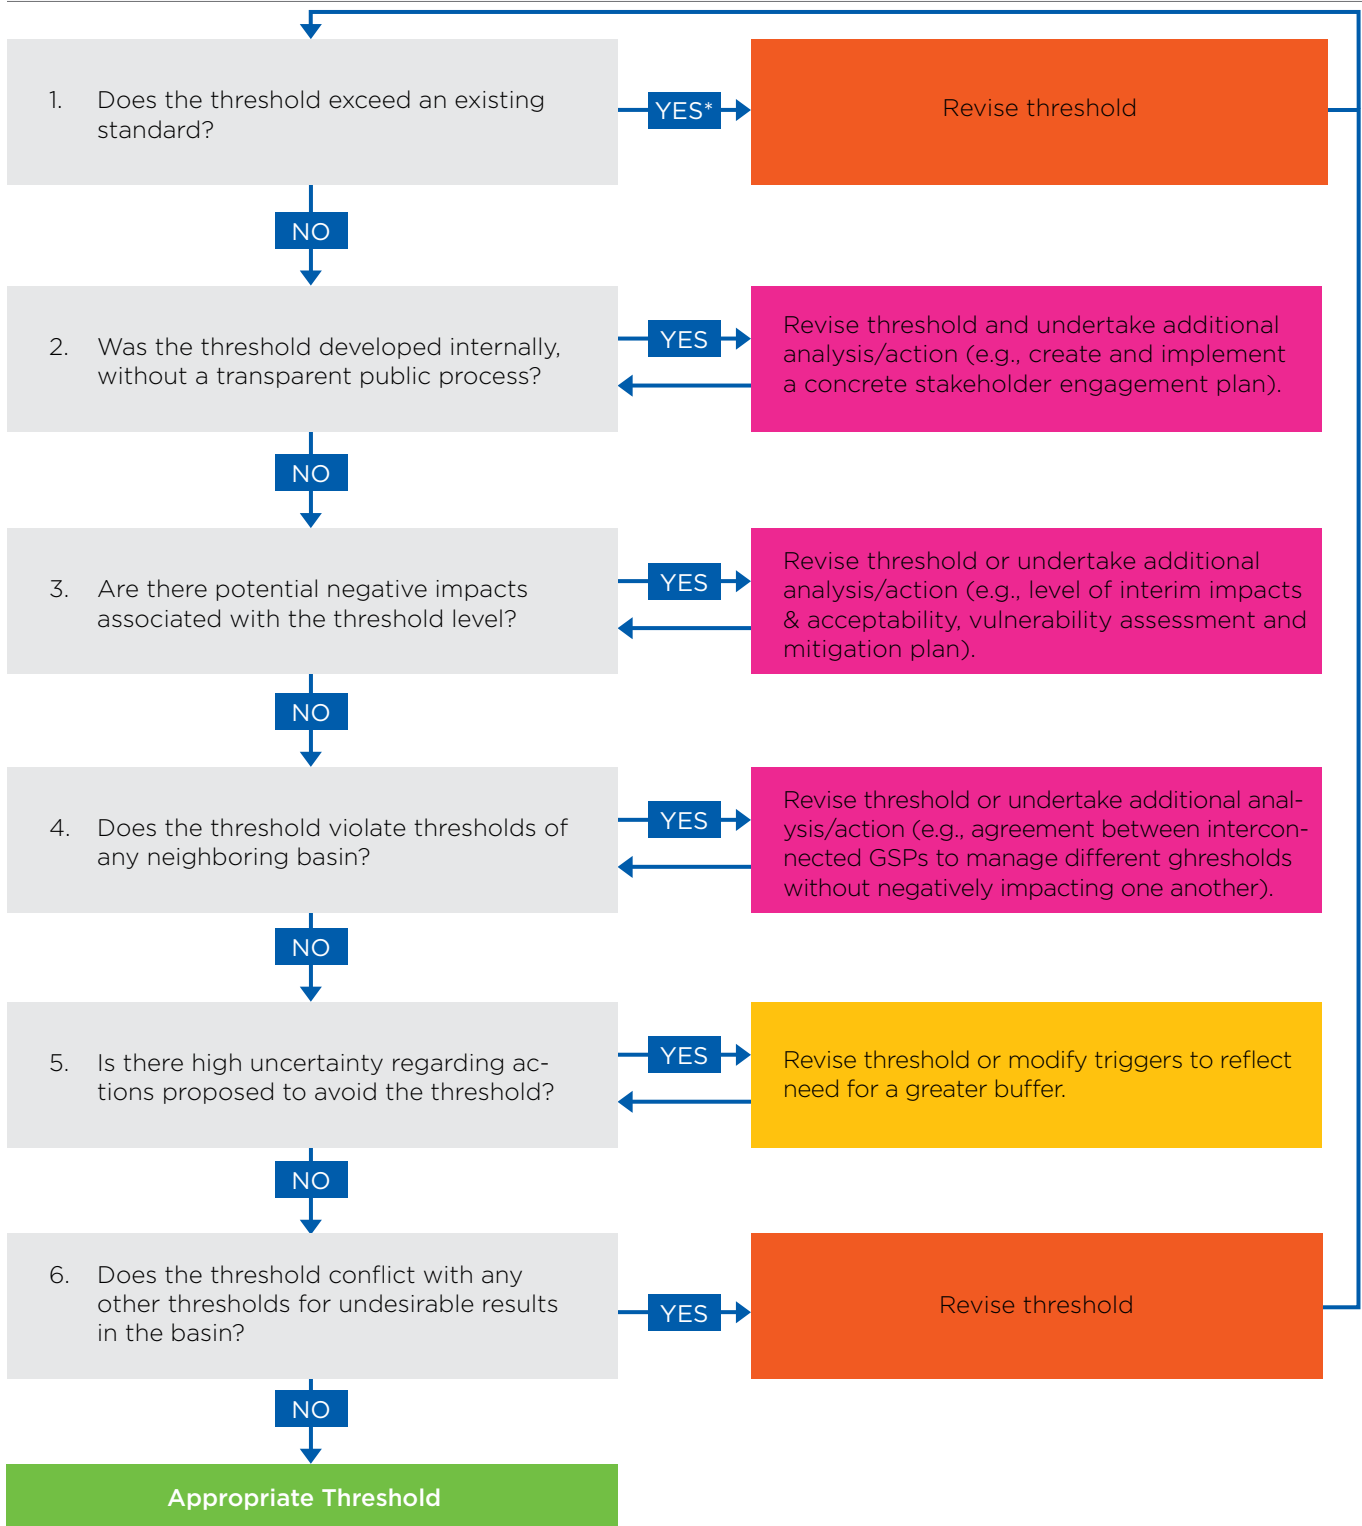 1. Does the threshold exceed an existing
standard?
YES*
Revise threshold
NO
2. Was the threshold developed internally,
without a transparent public process?
YES
Revise threshold and undertake additional
analysis/action (e.g., create and implement
a concrete stakeholder engagement plan).
NO
3. Are there potential negative impacts
associated with the threshold level?
YES
Revise threshold or undertake additional
analysis/action (e.g., level of interim impacts
& acceptability, vulnerability assessment and
mitigation plan).
NO
4. Does the threshold violate thresholds of
any neighboring basin?
YES
Revise threshold or undertake additional anal-
ysis/action (e.g., agreement between intercon-
nected GSPs to manage different ghresholds
without negatively impacting one another).
NO
5. Is there high uncertainty regarding ac-
tions proposed to avoid the threshold?
YES
Revise threshold or modify triggers to reflect
need for a greater buffer.
NO
6. Does the threshold conflict with any
other thresholds for undesirable results
in the basin?
YES
Revise threshold
NO
Appropriate Threshold